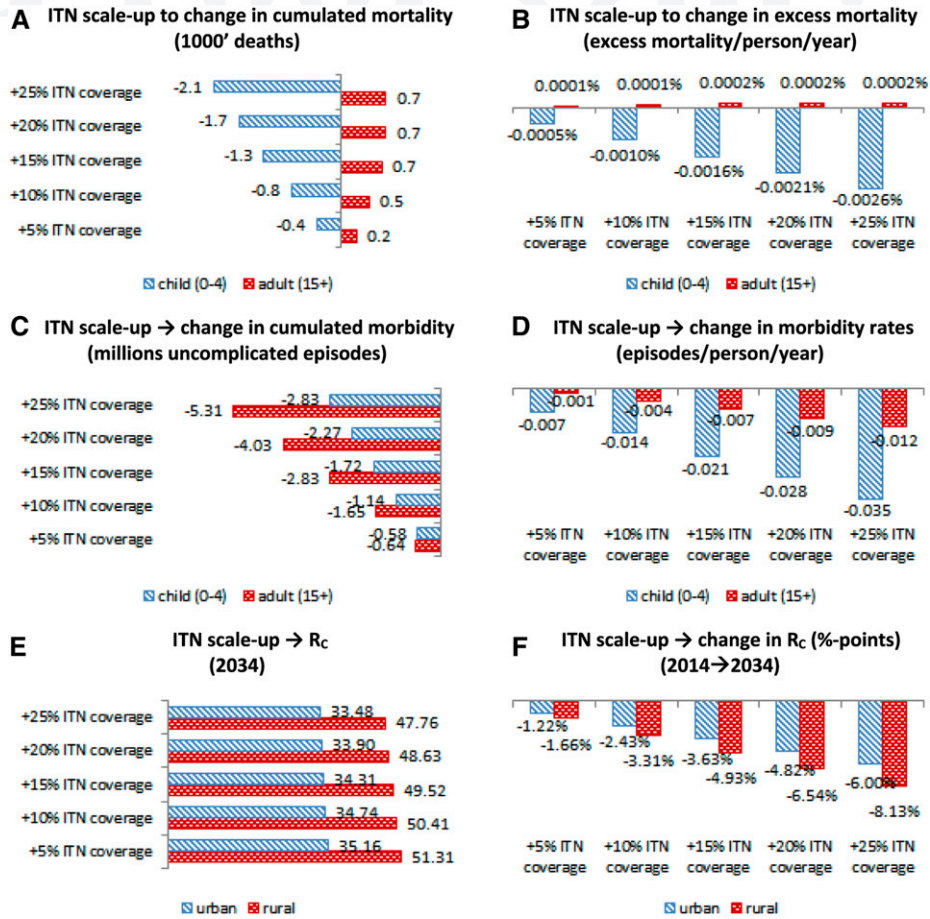 A ITN scale-up to change in cumulated mortality
(1000' deaths)
+25% ITN coverage -2.1 0.7
+20% ITN coverage -1.7 0.7
+15% ITN coverage -1.3 0.7
+10% ITN coverage -0.8 0.5
+5% ITN coverage -0.4 0.2
child (0-4) adult (15+)
B ITN scale-up to change in excess mortality
(excess mortality/person/year)
0.0001% 0.0001% 0.0002% 0.0002% 0.0002%
-0.0005% -0.0010% -0.0016% -0.0021% -0.0026%
+5% ITN +10% ITN +15% ITN +20% ITN +25% ITN
coverage coverage coverage coverage coverage
child (0-4) adult (15+)
C ITN scale-up → change in cumulated morbidity
(millions uncomplicated episodes)
+25% ITN coverage -2.83 -5.31
+20% ITN coverage -2.27 -4.03
+15% ITN coverage -1.72 -2.83
+10% ITN coverage -1.14 -1.65
+5% ITN coverage -0.58 -0.64
child (0-4) adult (15+)
D ITN scale-up → change in morbidity rates
(episodes/person/year)
-0.007 -0.001 -0.014 -0.004 -0.021 -0.007 -0.028 -0.009 -0.035 -0.012
+5% ITN +10% ITN +15% ITN +20% ITN +25% ITN
coverage coverage coverage coverage coverage
child (0-4) adult (15+)
E ITN scale-up → RC
(2034)
+25% ITN coverage 33.48 47.76
+20% ITN coverage 33.90 48.63
+15% ITN coverage 34.31 49.52
+10% ITN coverage 34.74 50.41
+5% ITN coverage 35.16 51.31
urban rural
F ITN scale-up → change in RC (%-points)
(2014→2034)
-1.22% -1.66% -2.43% -3.31% -3.63% -4.93% -4.82% -6.54% -6.00% -8.13%
+5% ITN +10% ITN +15% ITN +20% ITN +25% ITN
coverage coverage coverage coverage coverage
urban rural